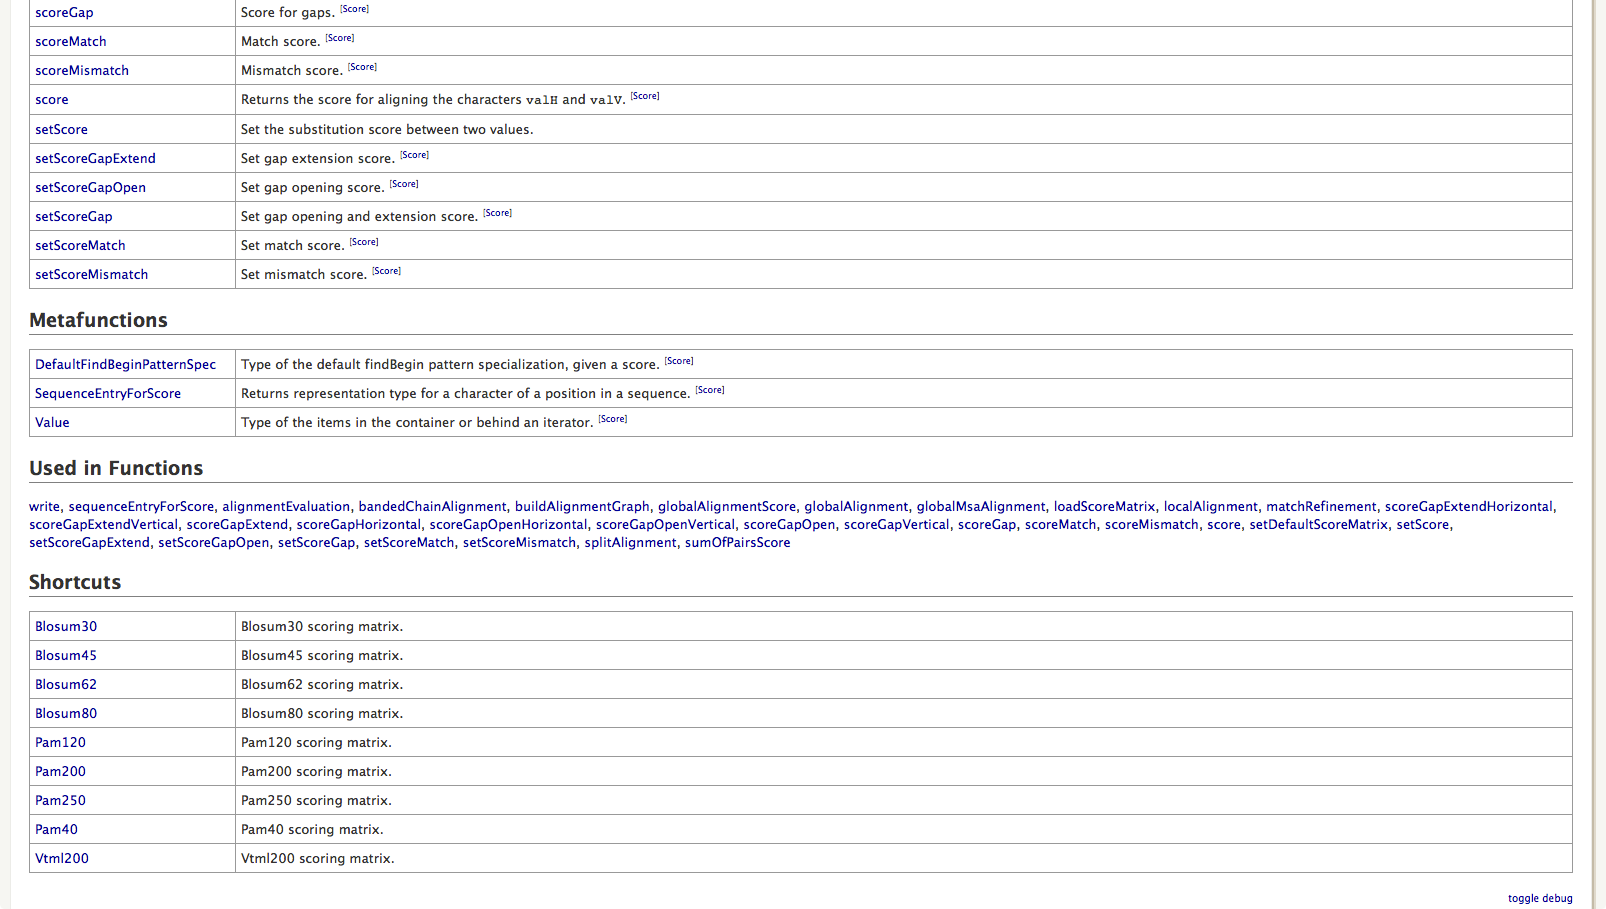 scoreGap Score for gaps. [Score]
scoreMatch Match score. [Score]
scoreMismatch Mismatch score. [Score]
score Returns the score for aligning the characters valH and valV. [Score]
setScore Set the substitution score between two values.
setScoreGapExtend Set gap extension score. [Score]
setScoreGapOpen Set gap opening score. [Score]
setScoreGap Set gap opening and extension score. [Score]
setScoreMatch Set match score. [Score]
setScoreMismatch Set mismatch score. [Score]
Metafunctions
DefaultFindBeginPatternSpec Type of the default findBegin pattern specialization, given a score. [Score]
SequenceEntryForScore Returns representation type for a character of a position in a sequence. [Score]
Value Type of the items in the container or behind an iterator. [Score]
Used in Functions
write, sequenceEntryForScore, alignmentEvaluation, bandedChainAlignment, buildAlignmentGraph, globalAlignmentScore, globalAlignment, globalMsaAlignment, loadScoreMatrix, localAlignment, matchRefinement, scoreGapExtendHorizontal,
scoreGapExtendVertical, scoreGapExtend, scoreGapHorizontal, scoreGapOpenHorizontal, scoreGapOpenVertical, scoreGapOpen, scoreGapVertical, scoreGap, scoreMatch, scoreMismatch, score, setDefaultScoreMatrix, setScore,
setScoreGapExtend, setScoreGapOpen, setScoreGap, setScoreMatch, setScoreMismatch, splitAlignment, sumOfPairsScore
Shortcuts
Blosum30 Blosum30 scoring matrix.
Blosum45 Blosum45 scoring matrix.
Blosum62 Blosum62 scoring matrix.
Blosum80 Blosum80 scoring matrix.
Pam120 Pam120 scoring matrix.
Pam200 Pam200 scoring matrix.
Pam250 Pam250 scoring matrix.
Pam40 Pam40 scoring matrix.
Vtml200 Vtml200 scoring matrix.
toggle debug